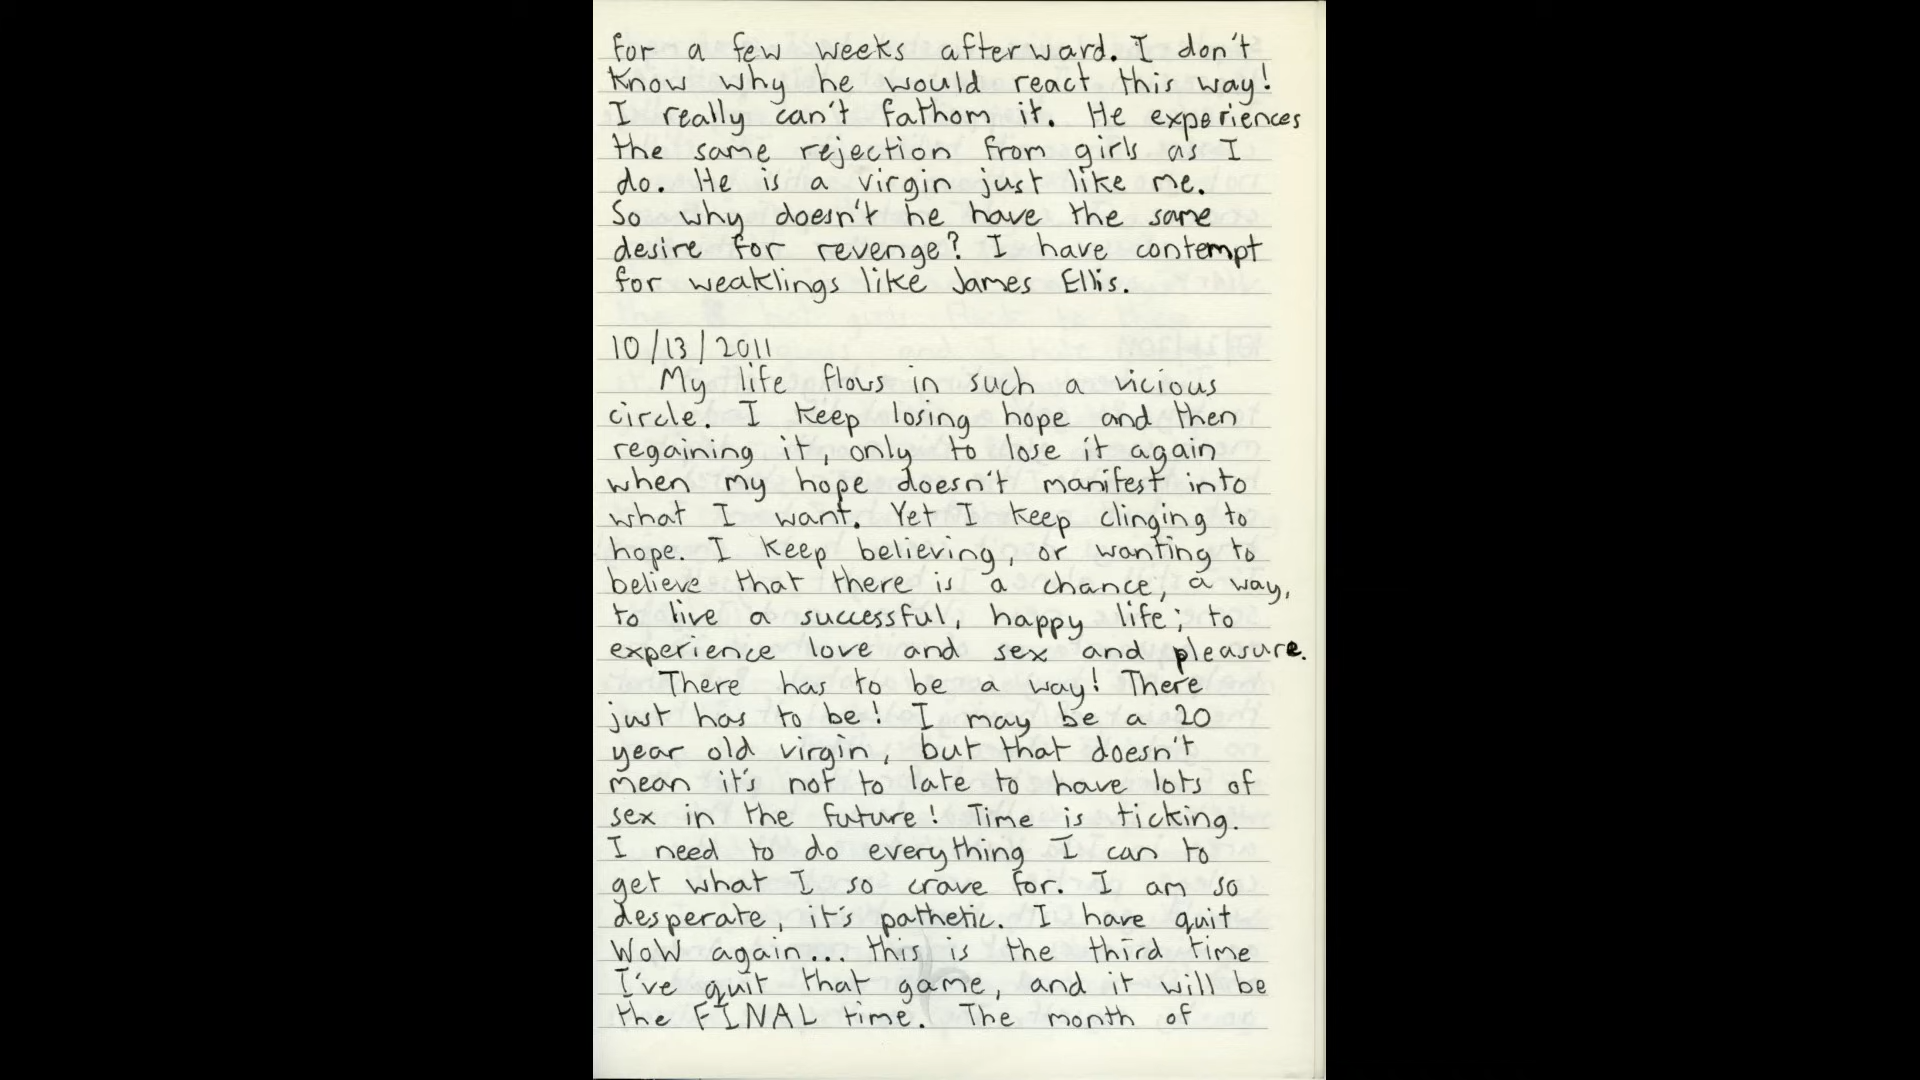 for a few weeks afterward. I don't
know why he would react this way!
I really can't fathom it. He experiences
the same rejection from girls as I
do. He is a virgin just like me.
So why doesn't he have the same
desire for revenge? I have contempt
for weaklings like James Ellis.
10/13/2011
My life flows in such a vicious
circle. I keep losing hope and then
regaining it, only to lose it again
when my hope doesn't manifest into
what I want. Yet I keep clinging to
hope. I keep believing, or wanting to
believe that there is a chance, a way,
to live a successful, happy life; to
experience love and sex and pleasure.
There has to be a way! There
just has to be! I may be a 20
year old virgin, but that doesn't
mean it's not to late to have lots of
sex in the future! Time is ticking.
I need to do everything I can to
get what I so crave for. I am so
desperate, it's pathetic. I have quit
WoW again... this is the third time
I've quit that game, and it will be
the FINAL time. The month of